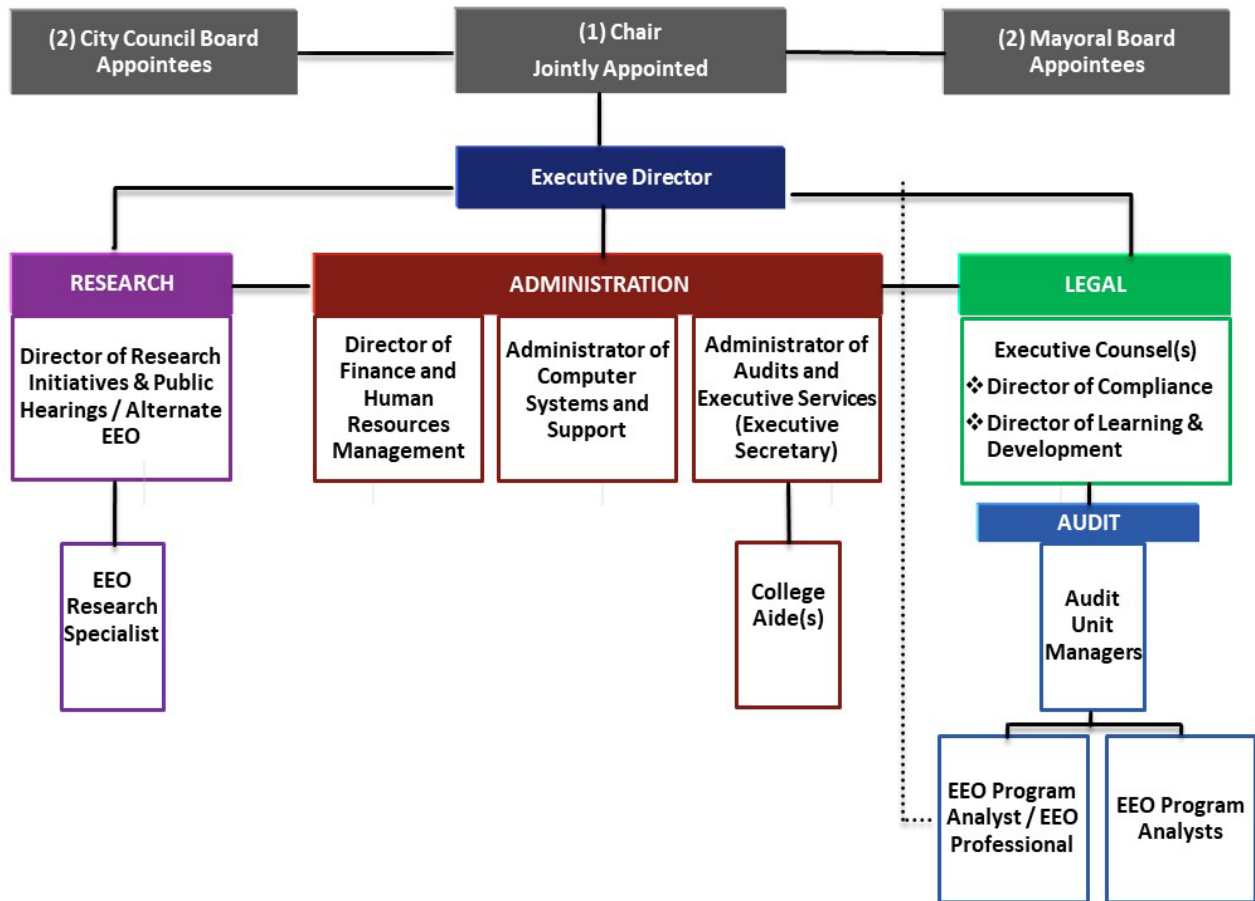 (2) City Council Board
Appointees
(1) Chair
Jointly Appointed
(2) Mayoral Board
Appointees
Executive Director
RESEARCH
ADMINISTRATION
LEGAL
Director of Research
Initiatives & Public
Hearings / Alternate
EEO
Director of
Finance and
Human
Resources
Management
Administrator of
Computer
Systems and
Support
Administrator of
Audits and
Executive Services
(Executive
Secretary)
Executive Counsel(s)
❖ Director of Compliance
❖ Director of Learning &
Development
AUDIT
EEO
Research
Specialist
College
Aide(s)
Audit
Unit
Managers
EEO Program
Analyst / EEO
Professional
EEO Program
Analysts